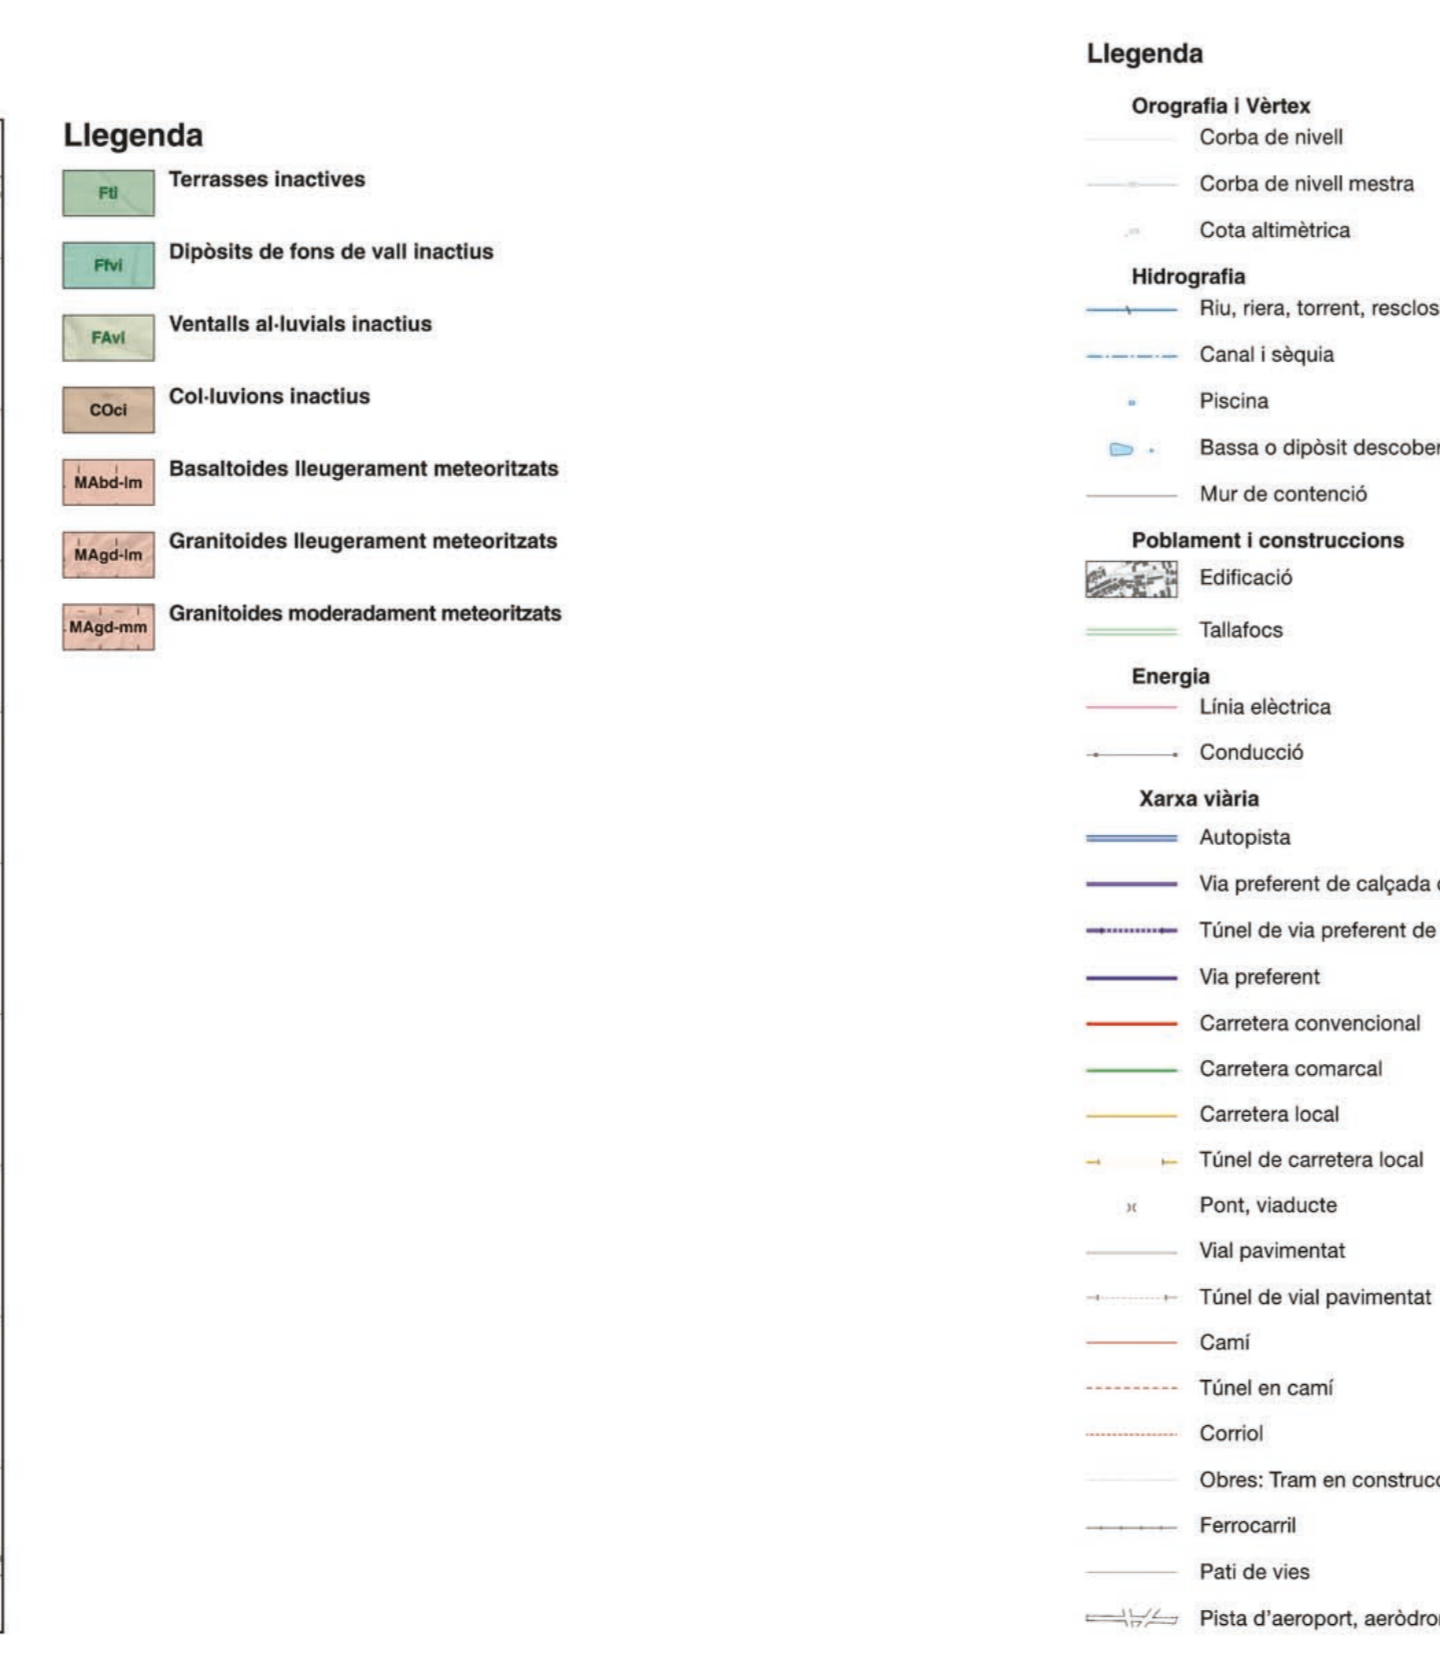 Llegenda
Fti
Terrasses inactives
Ffvi
Dipòsits de fons de vall inactius
FAvi
Ventalls al·luvials inactius
COci
Col·luvions inactius
MAbd-lm
Basaltoides lleugerament meteoritzats
MAgd-lm
Granitoides lleugerament meteoritzats
MAgd-mm
Granitoides moderadament meteoritzats
Llegenda
Orografia i Vèrtex
Corba de nivell
Corba de nivell mestra
Cota altimètrica
Hidrografia
Riu, riera, torrent, resclos
Canal i sèquia
Piscina
Bassa o dipòsit descober
Mur de contenció
Poblament i construccions
Edificació
Tallafocs
Energia
Línia elèctrica
Conducció
Xarxa viària
Autopista
Via preferent de calçada
Túnel de via preferent de
Via preferent
Carretera convencional
Carretera comarcal
Carretera local
Túnel de carretera local
Pont, viaducte
Vial pavimentat
Túnel de vial pavimentat
Camí
Túnel en camí
Corriol
Obres: Tram en construcc
Ferrocarril
Pati de vies
Pista d'aeroport, aeròdro